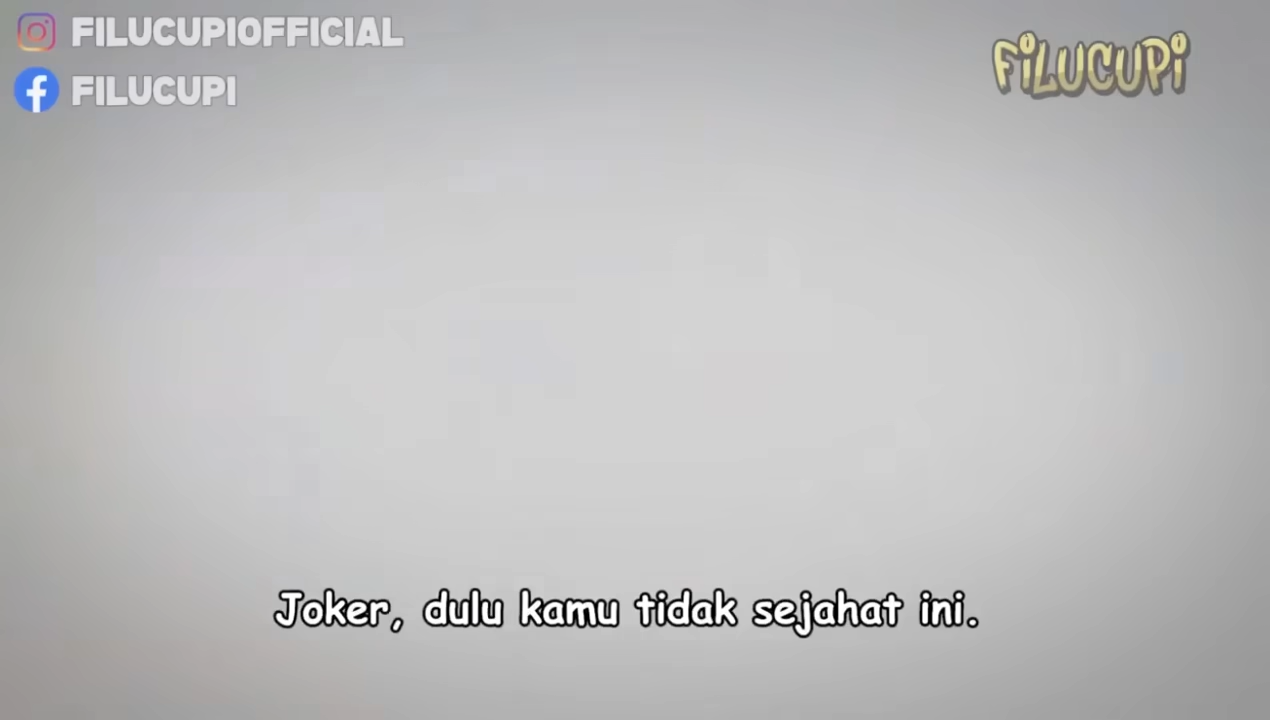 FILUCUPIOFFICIAL
FILUCUPI
FiLUCUPi
Joker, dulu kamu tidak sejahat ini.